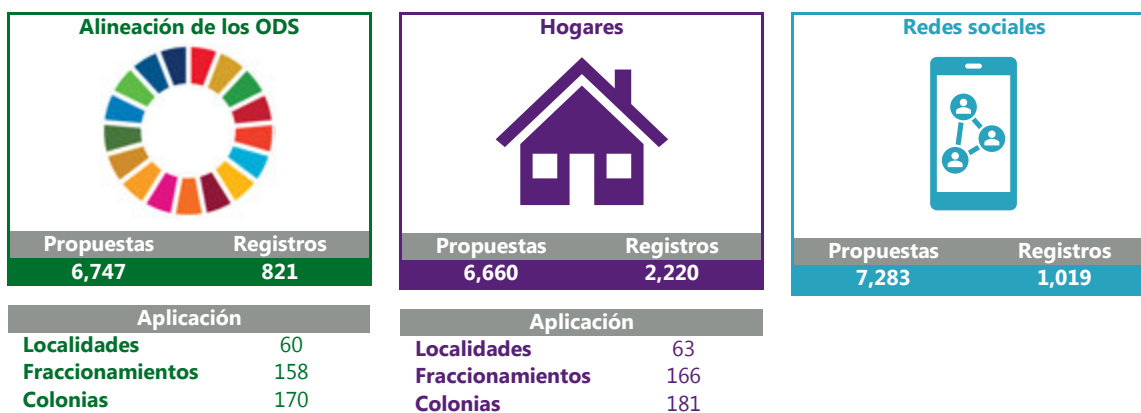 Alineación de los ODS
Propuestas Registros
6,747 821
Aplicación
Localidades 60
Fraccionamientos 158
Colonias 170
Hogares
Propuestas Registros
6,660 2,220
Aplicación
Localidades 63
Fraccionamientos 166
Colonias 181
Redes sociales
Propuestas Registros
7,283 1,019